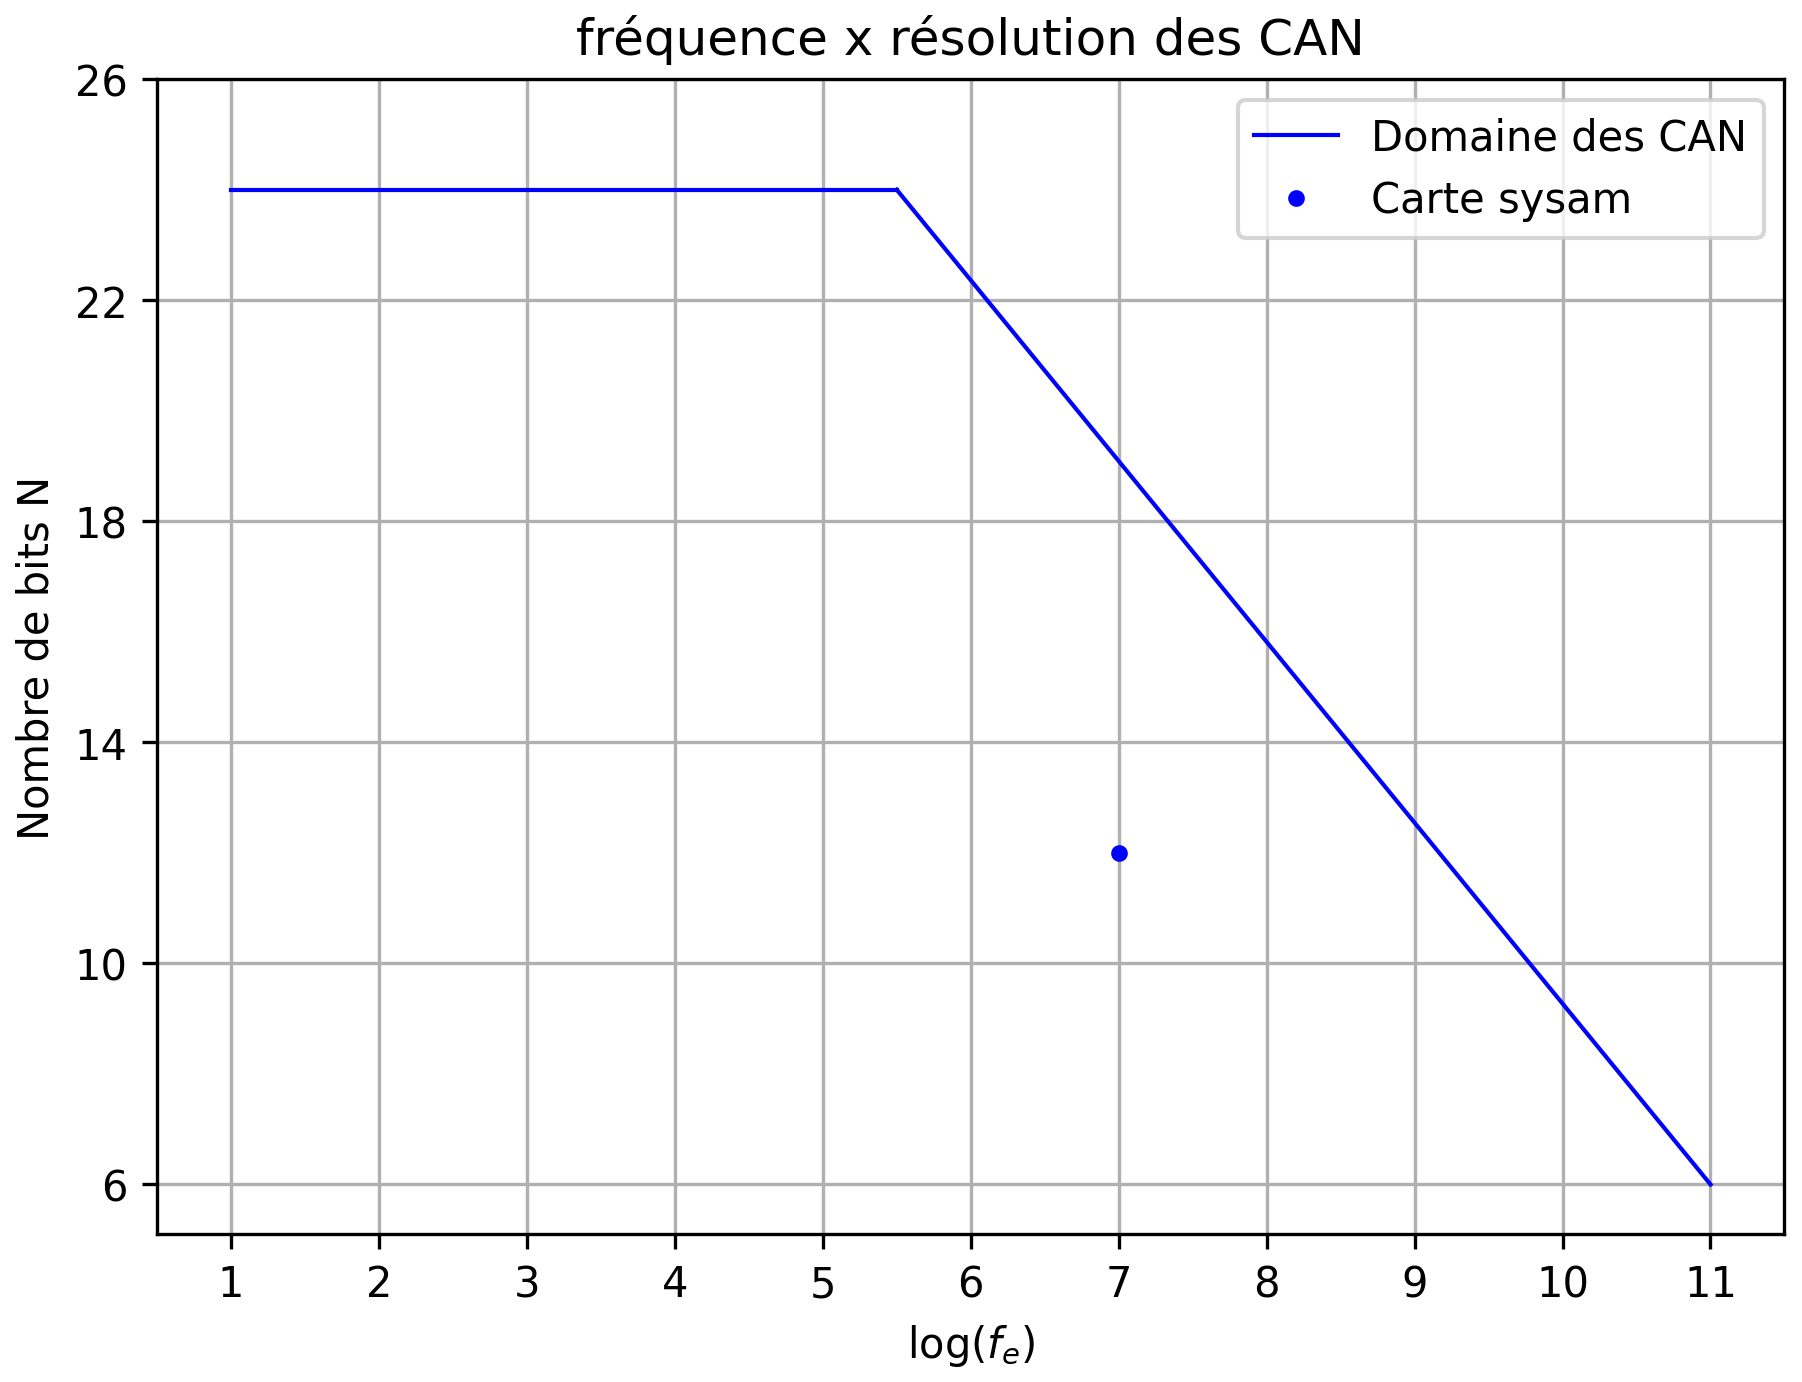 fréquence x résolution des CAN
Domaine des CAN
Carte sysam
Nombre de bits N
26
22
18
14
10
6
1 2 3 4 5 6 7 8 9 10 11
log(fₑ)